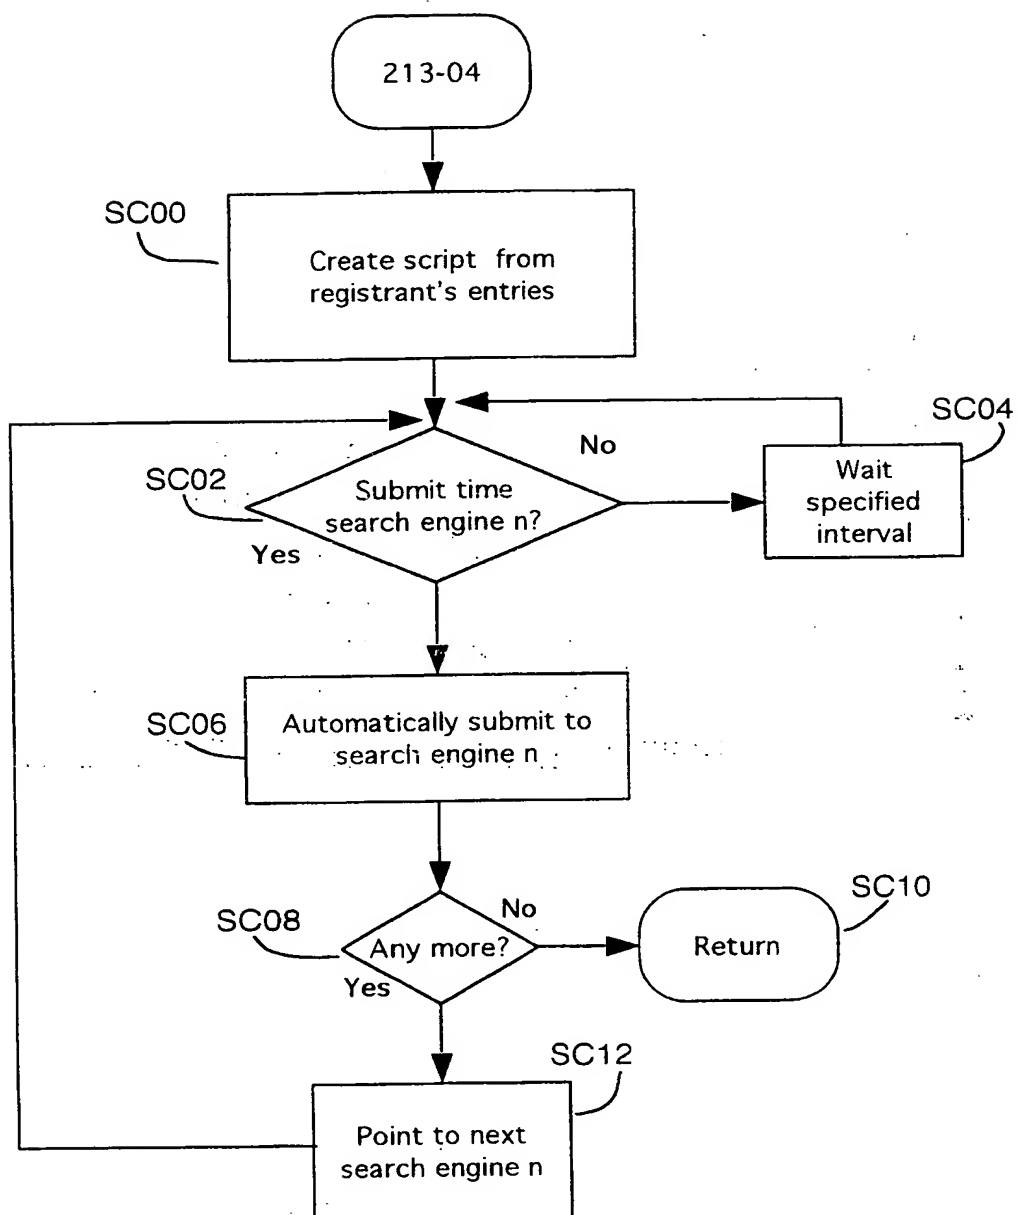 213-04
SC00
Create script from
registrant's entries
SC04
No
Wait
specified
interval
SC02
Submit time
search engine n?
Yes
SC06
Automatically submit to
search engine n
SC10
SC08
No
Any more?
Return
Yes
SC12
Point to next
search engine n